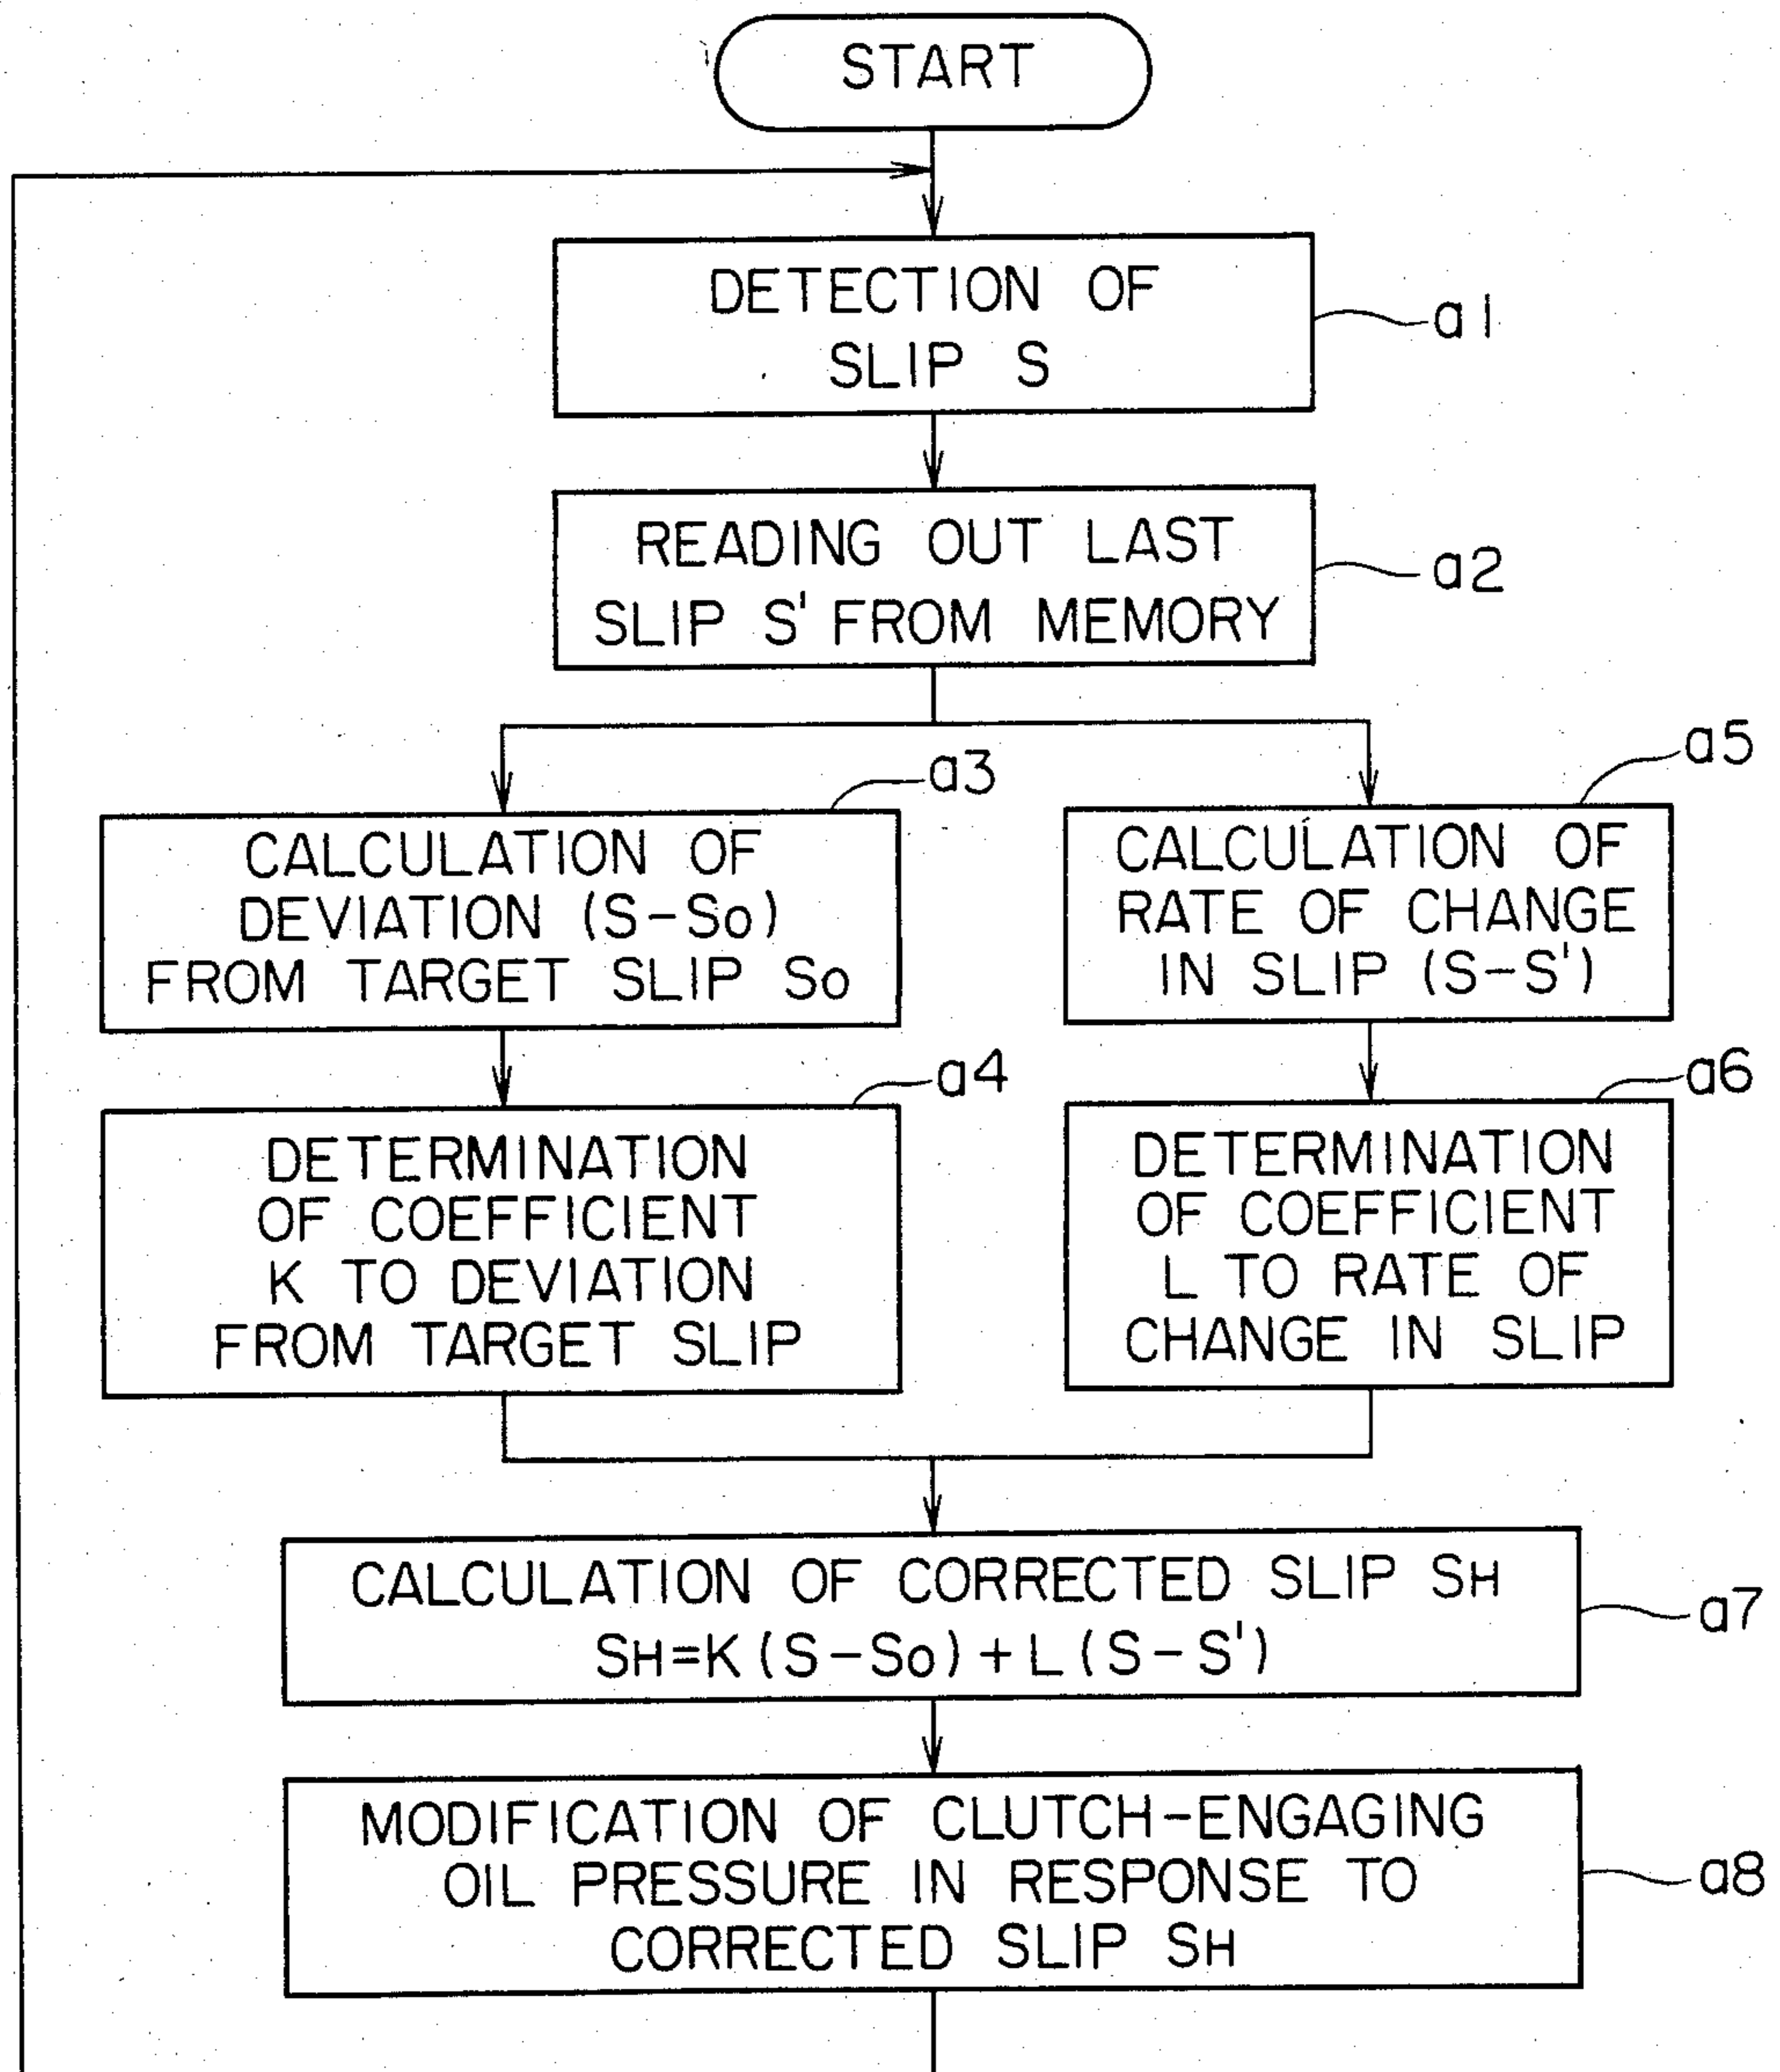 START
DETECTION OF
SLIP S
a1
READING OUT LAST
SLIP S' FROM MEMORY
a2
a3
CALCULATION OF
DEVIATION (S-So)
FROM TARGET SLIP So
a5
CALCULATION OF
RATE OF CHANGE
IN SLIP (S-S')
a4
DETERMINATION
OF COEFFICIENT
K TO DEVIATION
FROM TARGET SLIP
a6
DETERMINATION
OF COEFFICIENT
L TO RATE OF
CHANGE IN SLIP
CALCULATION OF CORRECTED SLIP SH
SH=K(S-So)+L(S-S')
a7
MODIFICATION OF CLUTCH-ENGAGING
OIL PRESSURE IN RESPONSE TO
CORRECTED SLIP SH
a8